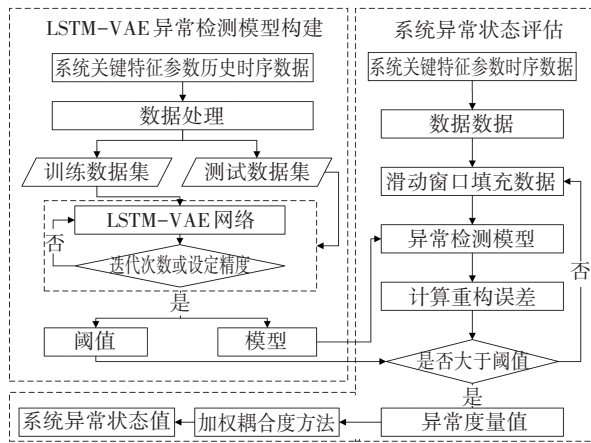 LSTM-VAE异常检测模型构建
系统关键特征参数历史时序数据
数据处理
训练数据集
测试数据集
LSTM-VAE网络
否
迭代次数或设定精度
是
阈值
模型
系统异常状态评估
系统关键特征参数时序数据
数据数据
滑动窗口填充数据
异常检测模型
否
计算重构误差
是否大于阈值
是
异常度量值
加权耦合度方法
系统异常状态值